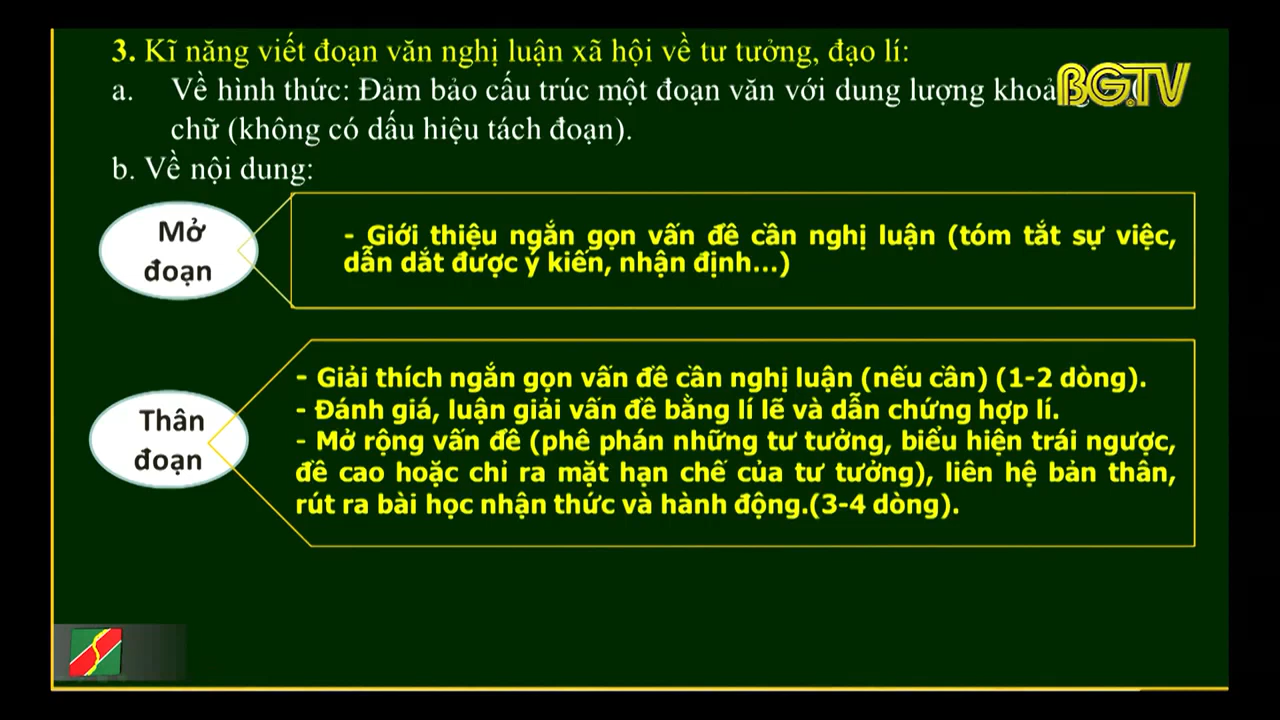 3. Kĩ năng viết đoạn văn nghị luận xã hội về tư tưởng, đạo lí:
a. Về hình thức: Đảm bảo cấu trúc một đoạn văn với dung lượng
BGTV
chữ (không có dấu hiệu tách đoạn).
b. Về nội dung:
Mở
đoạn
- Giới thiệu ngắn gọn vấn đề cần nghị luận (tóm tắt sự việc,
dẫn dắt được ý kiến, nhận định...)
Thân
đoạn
- Giải thích ngắn gọn vấn đề cần nghị luận (nếu cần) (1-2 dòng).
- Đánh giá, luận giải vấn đề bằng lí lẽ và dẫn chứng hợp lí.
- Mở rộng vấn đề (phê phán những tư tưởng, biểu hiện trái ngược,
đề cao hoặc chỉ ra mặt hạn chế của tư tưởng), liên hệ bản thân,
rút ra bài học nhận thức và hành động.(3-4 dòng).